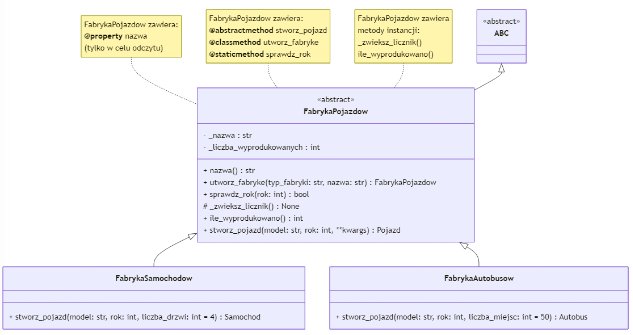 FabrykaPojazdow zawiera:
@property nazwa
(tylko w celu odczytu)
FabrykaPojazdow zawiera:
@abstractmethod stworz_pojazd
@classmethod utworz_fabryke
@staticmethod sprawdz_rok
FabrykaPojazdow zawiera
metody instancji:
_zwieksz_licznik()
ile_wyprodukowano()
«abstract»
ABC
«abstract»
FabrykaPojazdow
- _nazwa : str
- _liczba_wyprodukowanych : int
+ nazwa() : str
+ utworz_fabryke(typ_fabryki: str, nazwa: str) : FabrykaPojazdow
+ sprawdz_rok(rok: int) : bool
# _zwieksz_licznik() : None
+ ile_wyprodukowano() : int
+ stworz_pojazd(model: str, rok: int, **kwargs) : Pojazd
FabrykaSamochodow
+ stworz_pojazd(model: str, rok: int, liczba_drzwi: int = 4) : Samochod
FabrykaAutobusow
+ stworz_pojazd(model: str, rok: int, liczba_miejsc: int = 50) : Autobus